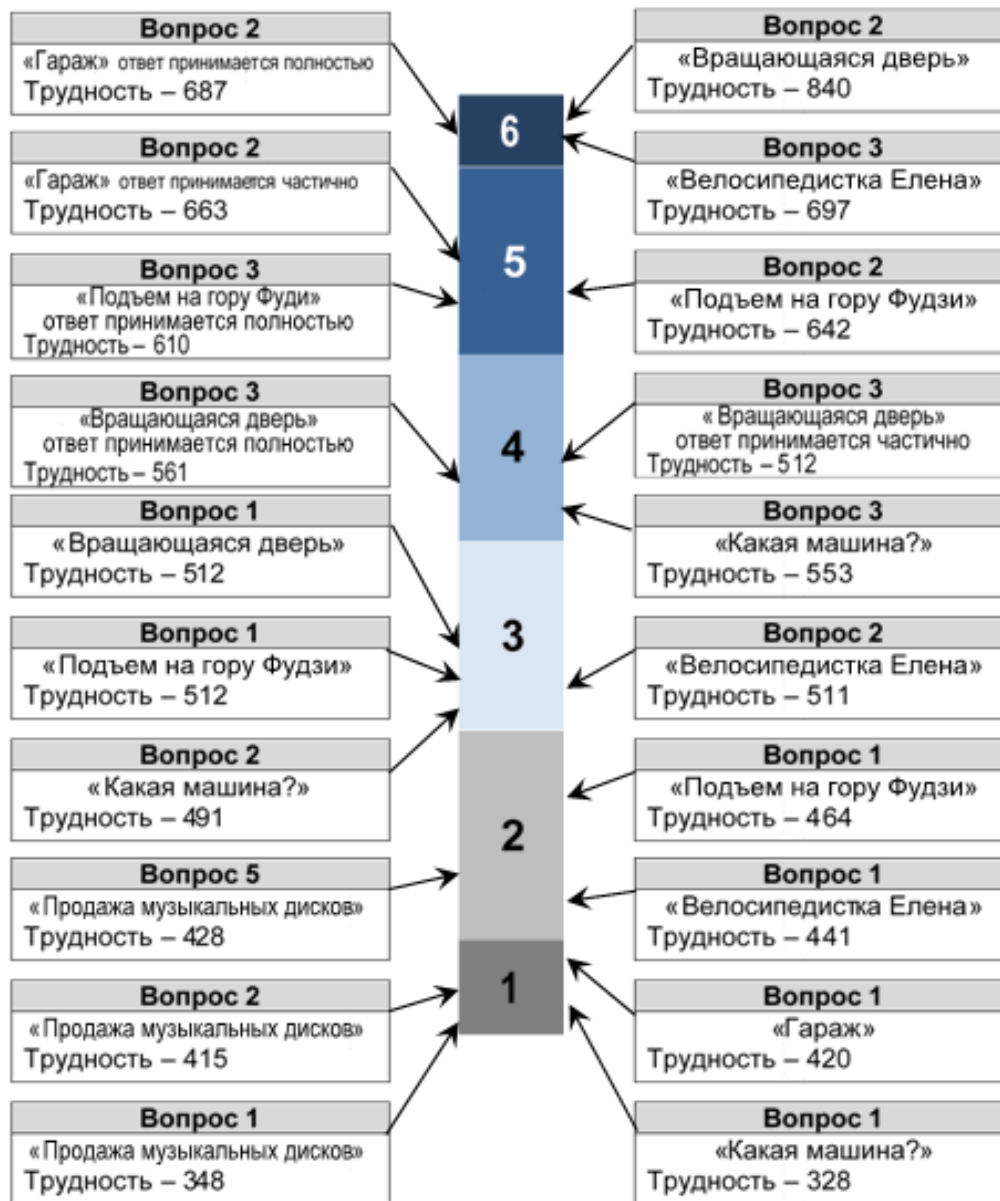 Вопрос 2
«Гараж» ответ принимается полностью
Трудность – 687
Вопрос 2
«Гараж» ответ принимается частично
Трудность – 663
Вопрос 3
«Подъем на гору Фуди»
ответ принимается полностью
Трудность – 610
Вопрос 3
«Вращающаяся дверь»
ответ принимается полностью
Трудность – 561
Вопрос 1
«Вращающаяся дверь»
Трудность – 512
Вопрос 1
«Подъем на гору Фудзи»
Трудность – 512
Вопрос 2
«Какая машина?»
Трудность – 491
Вопрос 5
«Продажа музыкальных дисков»
Трудность – 428
Вопрос 2
«Продажа музыкальных дисков»
Трудность – 415
Вопрос 1
«Продажа музыкальных дисков»
Трудность – 348
6
5
4
3
2
1
Вопрос 2
«Вращающаяся дверь»
Трудность – 840
Вопрос 3
«Велосипедистка Елена»
Трудность – 697
Вопрос 2
«Подъем на гору Фудзи»
Трудность – 642
Вопрос 3
«Вращающаяся дверь»
ответ принимается частично
Трудность – 512
Вопрос 3
«Какая машина?»
Трудность – 553
Вопрос 2
«Велосипедистка Елена»
Трудность – 511
Вопрос 1
«Подъем на гору Фудзи»
Трудность – 464
Вопрос 1
«Велосипедистка Елена»
Трудность – 441
Вопрос 1
«Гараж»
Трудность – 420
Вопрос 1
«Какая машина?»
Трудность – 328